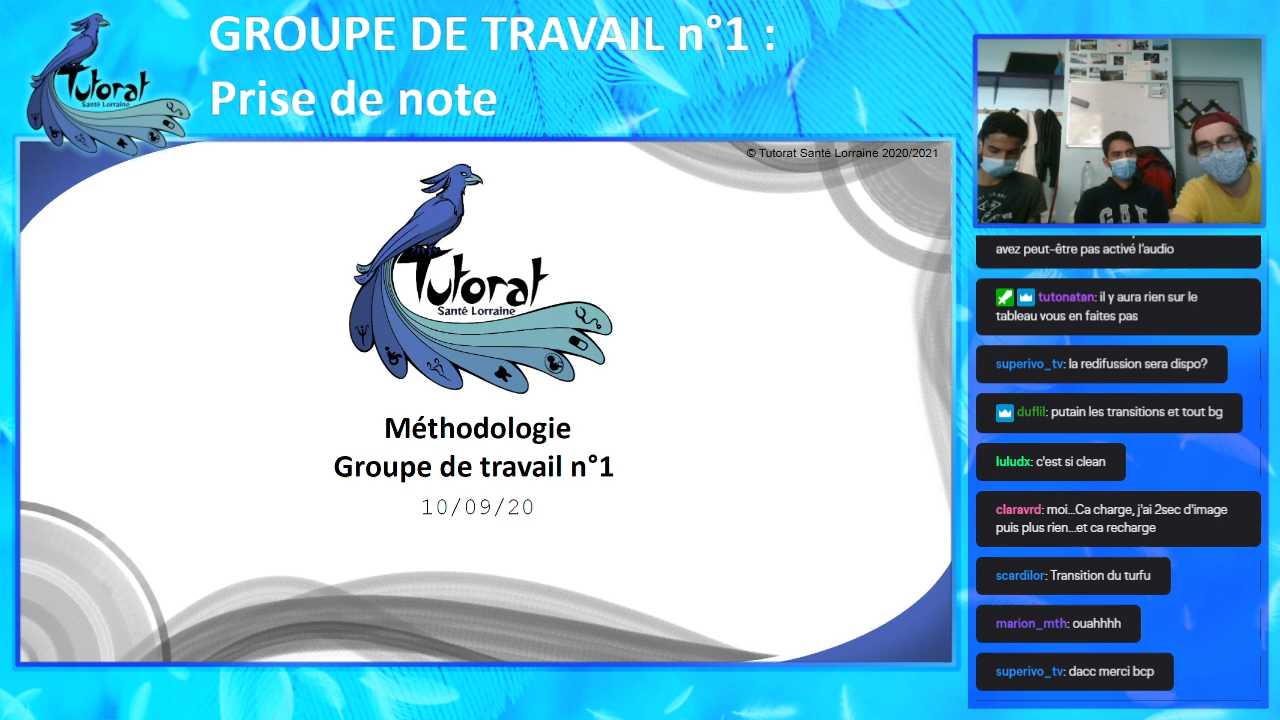 GROUPE DE TRAVAIL n°1 :
Prise de note
Tutorat
Santé Lorraine
© Tutorat Santé Lorraine 2020/2021
Tutorat
Santé Lorraine
Méthodologie
Groupe de travail n°1
10/09/20
GAP
avez peut-être pas activé l'audio
tutonatan: il y aura rien sur le
tableau vous en faites pas
superivo_tv: la redifussion sera dispo?
duflil: putain les transitions et tout bg
luludx: c'est si clean
claravrd: moi...Ca charge, j'ai 2sec d'image
puis plus rien...et ca recharge
scardilor: Transition du turfu
marion_mth: ouahhhh
superivo_tv: dacc merci bcp